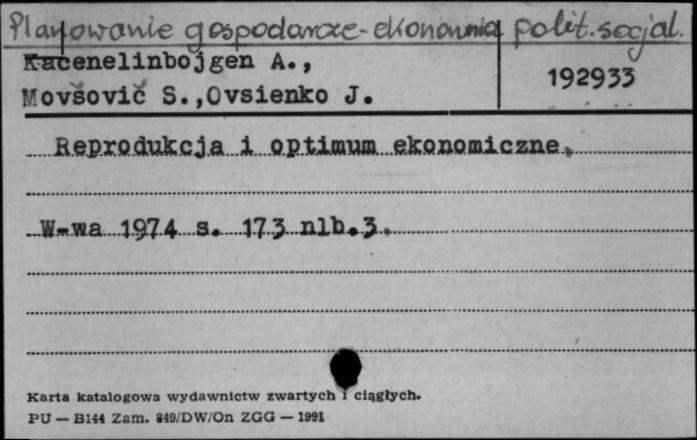 Planowanie gospodarcze-ekonomia polit. socjal.
Kacenelinbojgen A.,
192933
Movšovič S.,Ovsienko J.
Reprodukcja i optimum ekonomiczne.
W-wa 1974 s. 173 nlb.3.
Karta katalogowa wydawnictw zwartych i ciągłych.
PU — B144 Zam. 849/DW/On ZGG — 1991